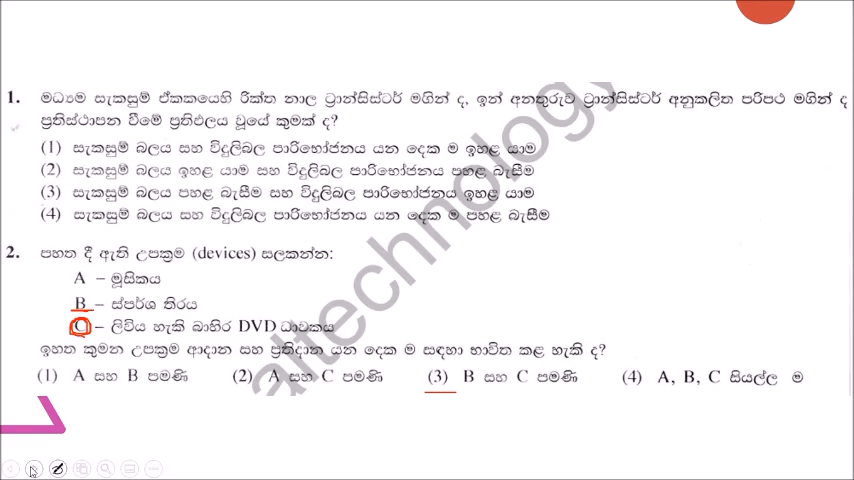 1. මධ්‍යම සැකසුම් ඒකකයෙහි රික්ත නාල ට්‍රාන්සිස්ටර් මගින් ද, ඉන් අනතුරුව ට්‍රාන්සිස්ටර් අනුකලිත පරිපථ මගින් ද
ප්‍රතිස්ථාපන වීමේ ප්‍රතිඵලය වූයේ කුමක් ද?
(1) සැකසුම් බලය සහ විදුලිබල පාරිභෝජනය යන දෙක ම ඉහළ යාම
(2) සැකසුම් බලය ඉහළ යාම සහ විදුලිබල පාරිභෝජනය පහළ බැසීම
(3) සැකසුම් බලය පහළ බැසීම සහ විදුලිබල පාරිභෝජනය ඉහළ යාම
(4) සැකසුම් බලය සහ විදුලිබල පාරිභෝජනය යන දෙක ම පහළ බැසීම
2. පහත දී ඇති උපක්‍රම (devices) සලකන්න:
A – මූසිකය
B – ස්පර්ශ තිරය
C – ලිවිය හැකි බාහිර DVD ධාවකය
ඉහත කුමන උපක්‍රම ආදාන සහ ප්‍රතිදාන යන දෙක ම සඳහා භාවිත කළ හැකි ද?
(1) A සහ B පමණි (2) A සහ C පමණි (3) B සහ C පමණි (4) A, B, C සියල්ල ම
altechnology